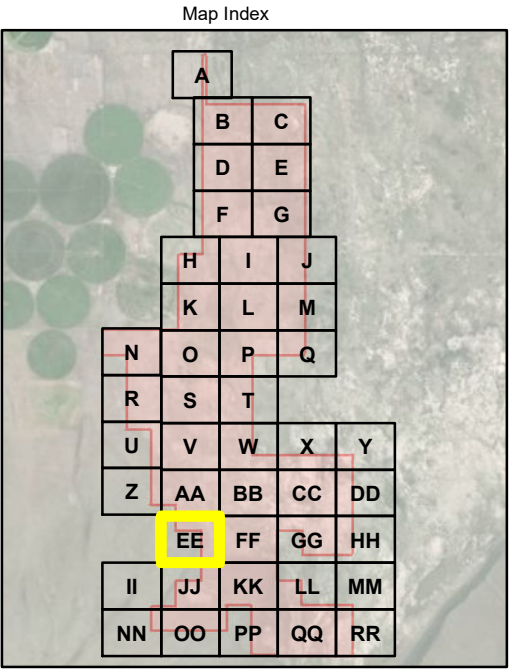 Map Index
A
B C
D E
F G
H I J
K L M
N O P Q
R S T
U V W X Y
Z AA BB CC DD
EE FF GG HH
II JJ KK LL MM
NN OO PP QQ RR